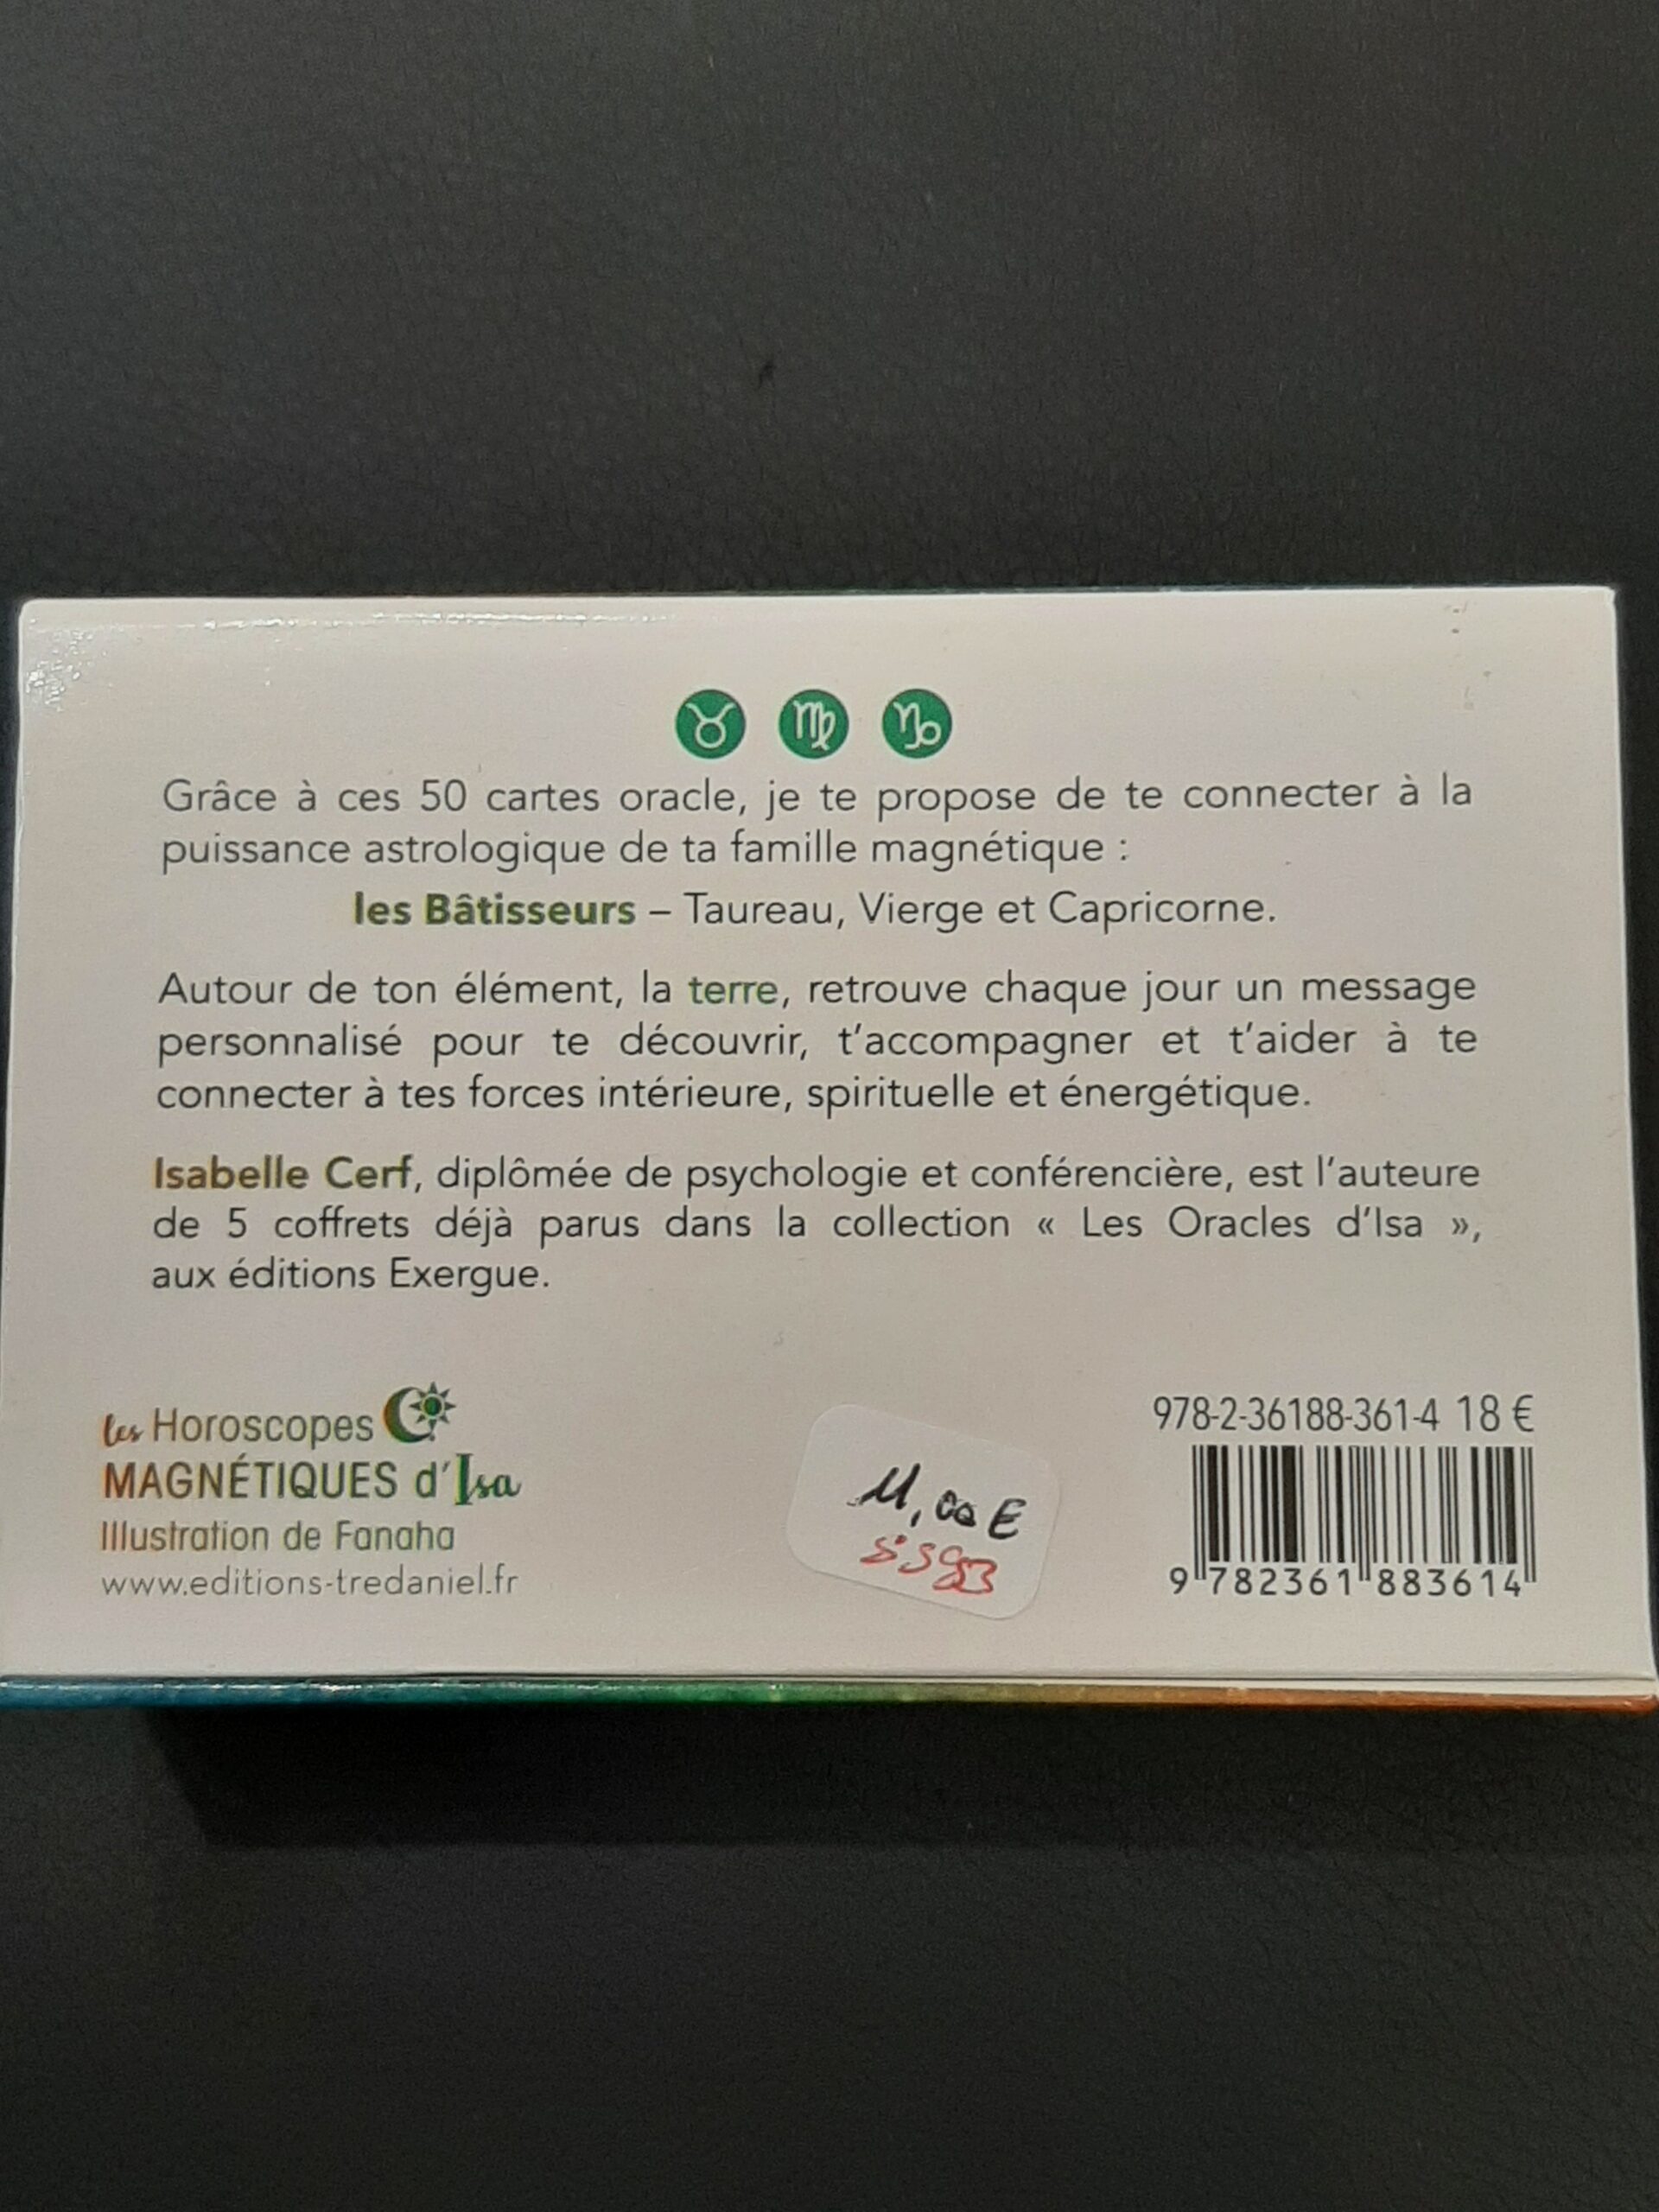 Grâce à ces 50 cartes oracle, je te propose de te connecter à la
puissance astrologique de ta famille magnétique :
les Bâtisseurs – Taureau, Vierge et Capricorne.
Autour de ton élément, la terre, retrouve chaque jour un message
personnalisé pour te découvrir, t'accompagner et t'aider à te
connecter à tes forces intérieure, spirituelle et énergétique.
Isabelle Cerf, diplômée de psychologie et conférencière, est l'auteure
de 5 coffrets déjà parus dans la collection « Les Oracles d'Isa »,
aux éditions Exergue.
les Horoscopes
MAGNÉTIQUES d'Isa
Illustration de Fanaha
www.editions-tredaniel.fr
11,00 E
978-2-36188-361-4 18 €
9 782361 883614